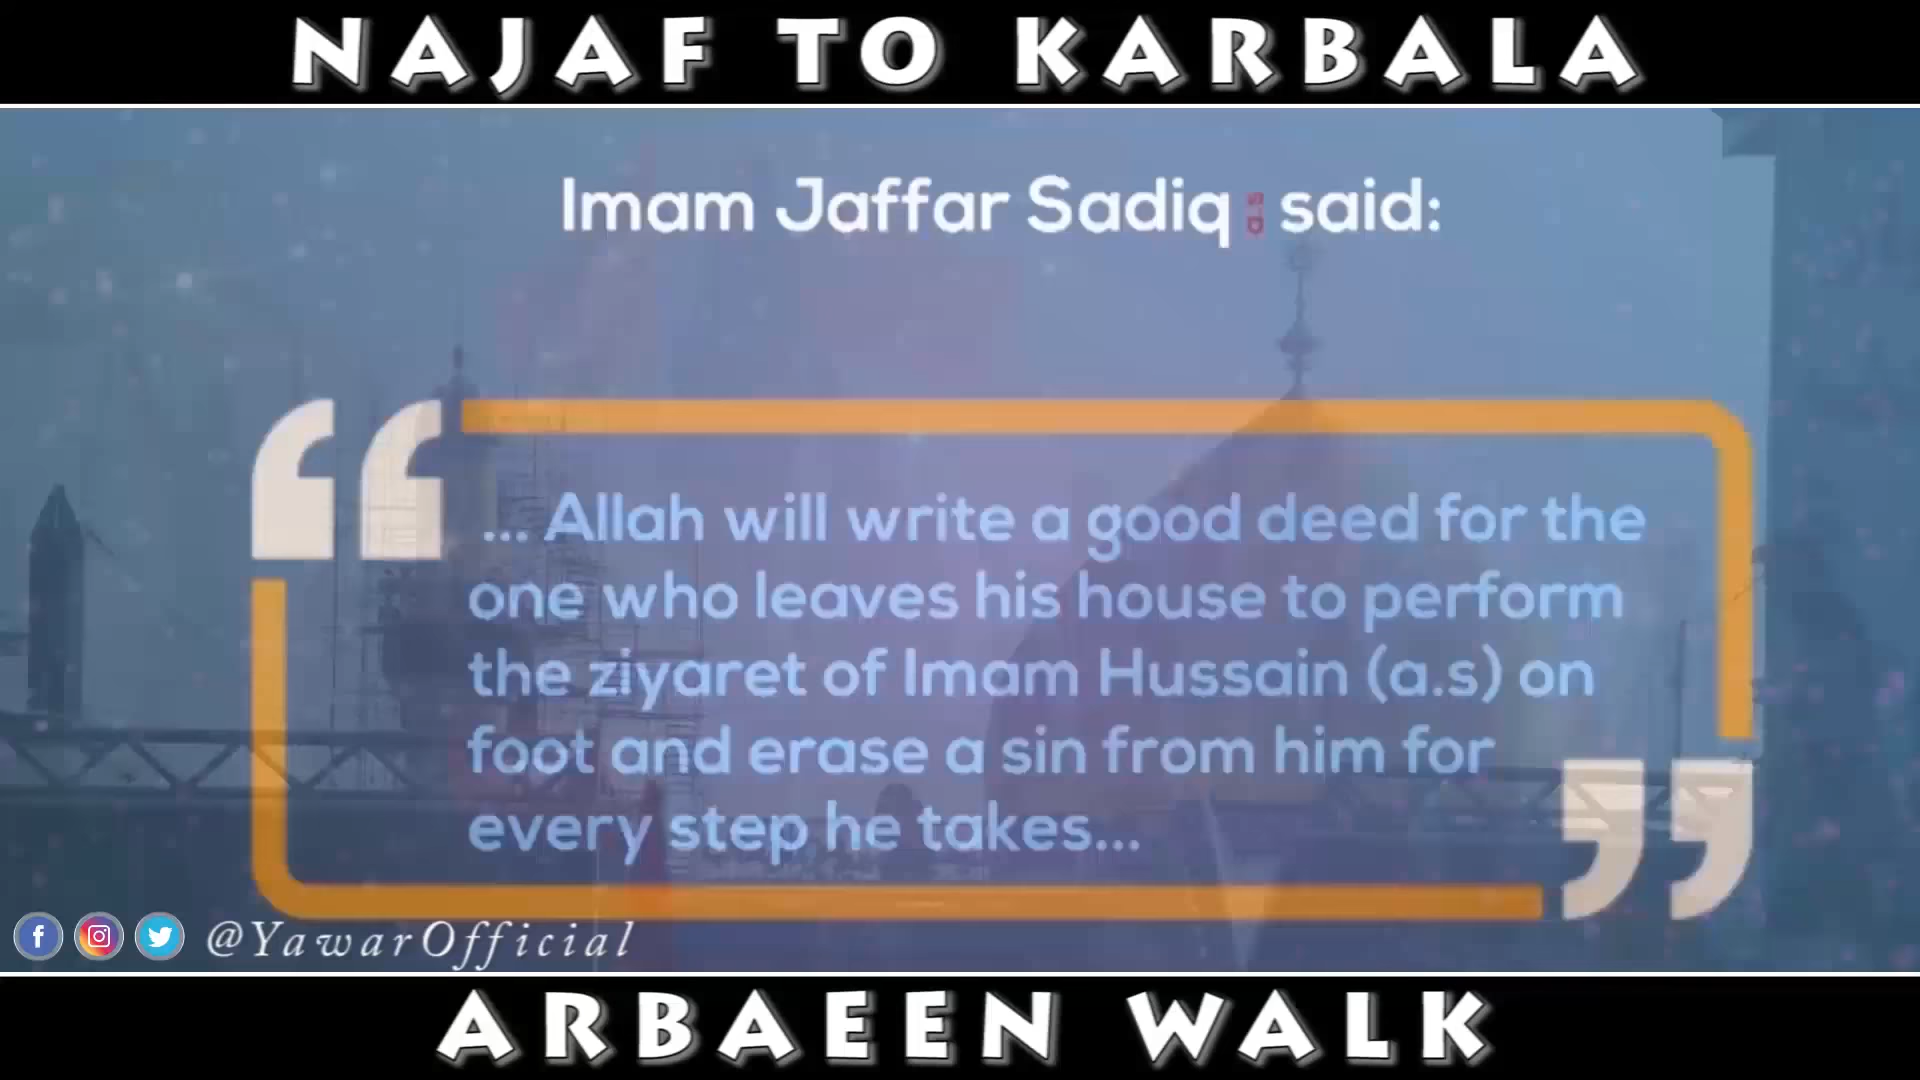 NAJAF TO KARBALA
Imam Jaffar Sadiq a.s said:
... Allah will write a good deed for the
one who leaves his house to perform
the ziyaret of Imam Hussain (a.s) on
foot and erase a sin from him for
every step he takes...
@YawarOfficial
ARBAEEN WALK